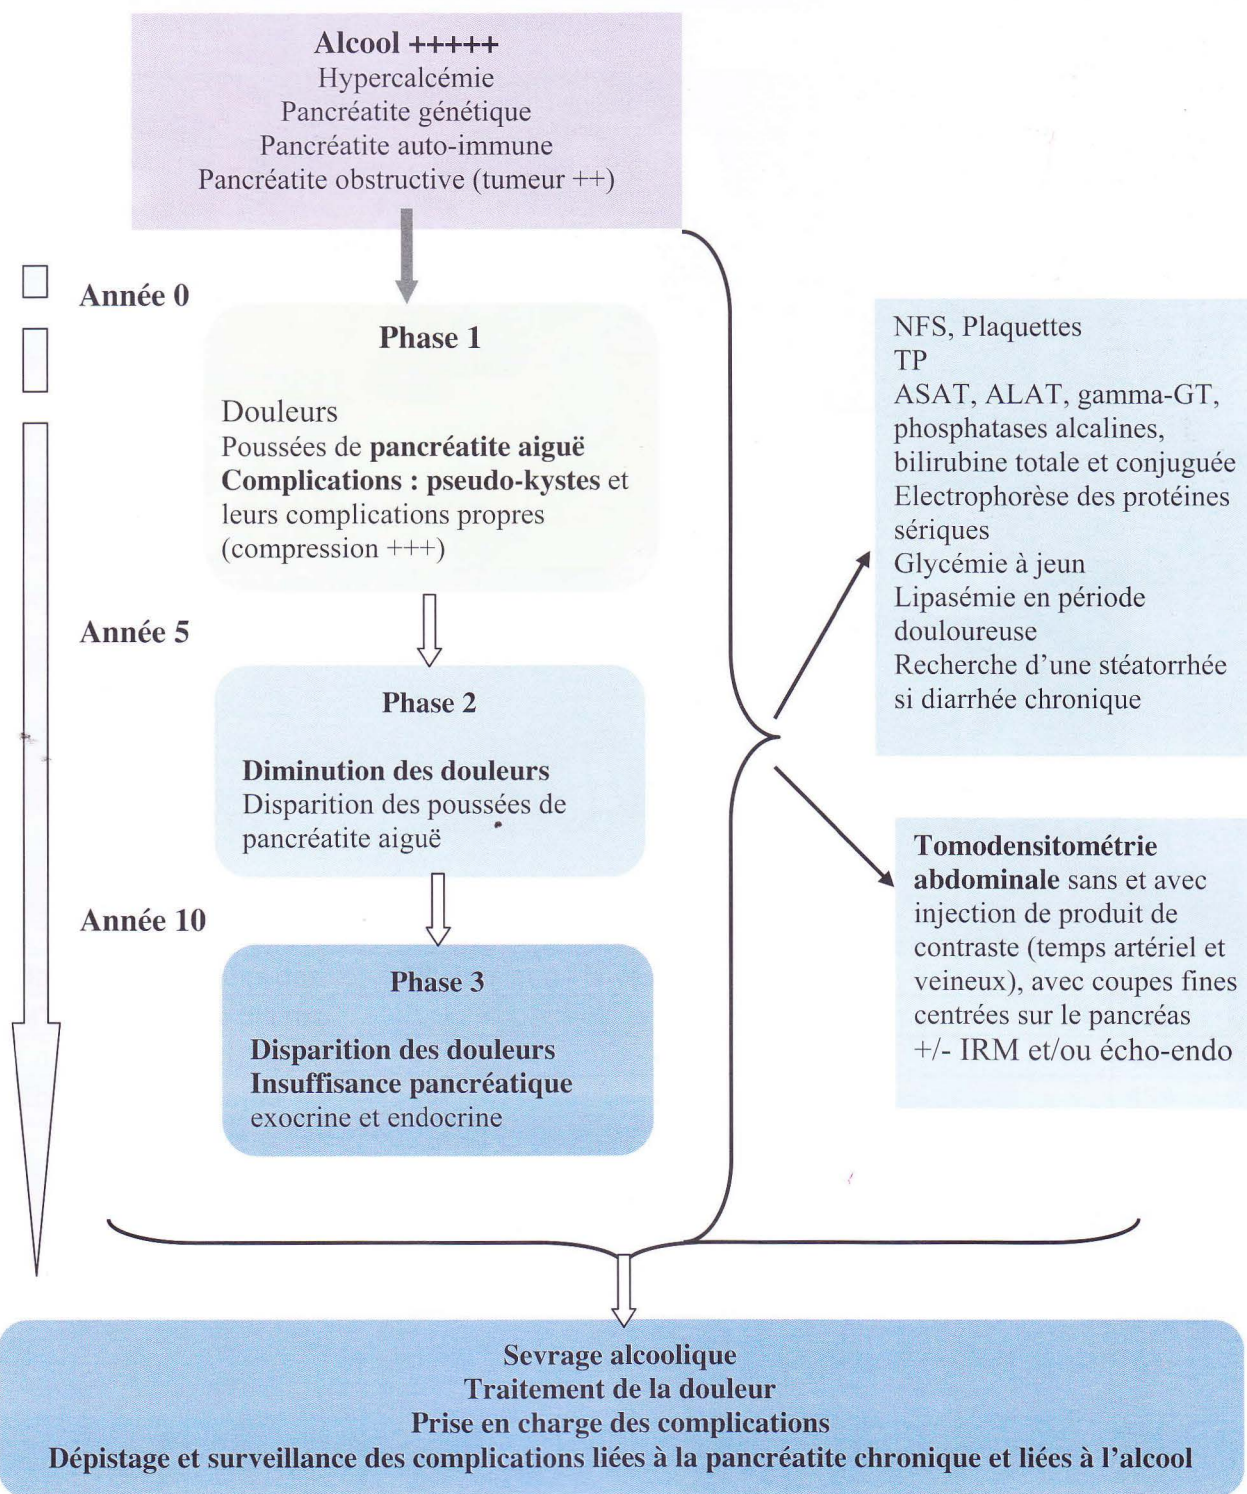 Alcool +++++
Hypercalcémie
Pancréatite génétique
Pancréatite auto-immune
Pancréatite obstructive (tumeur ++)
Année 0
Phase 1
Douleurs
Poussées de pancréatite aiguë
Complications : pseudo-kystes et
leurs complications propres
(compression +++)
Année 5
Phase 2
Diminution des douleurs
Disparition des poussées de
pancréatite aiguë
Année 10
Phase 3
Disparition des douleurs
Insuffisance pancréatique
exocrine et endocrine
NFS, Plaquettes
TP
ASAT, ALAT, gamma-GT,
phosphatases alcalines,
bilirubine totale et conjuguée
Electrophorèse des protéines
sériques
Glycémie à jeun
Lipasémie en période
douloureuse
Recherche d’une stéatorrhée
si diarrhée chronique
Tomodensitométrie
abdominale sans et avec
injection de produit de
contraste (temps artériel et
veineux), avec coupes fines
centrées sur le pancréas
+/- IRM et/ou écho-endo
Sevrage alcoolique
Traitement de la douleur
Prise en charge des complications
Dépistage et surveillance des complications liées à la pancréatite chronique et liées à l’alcool